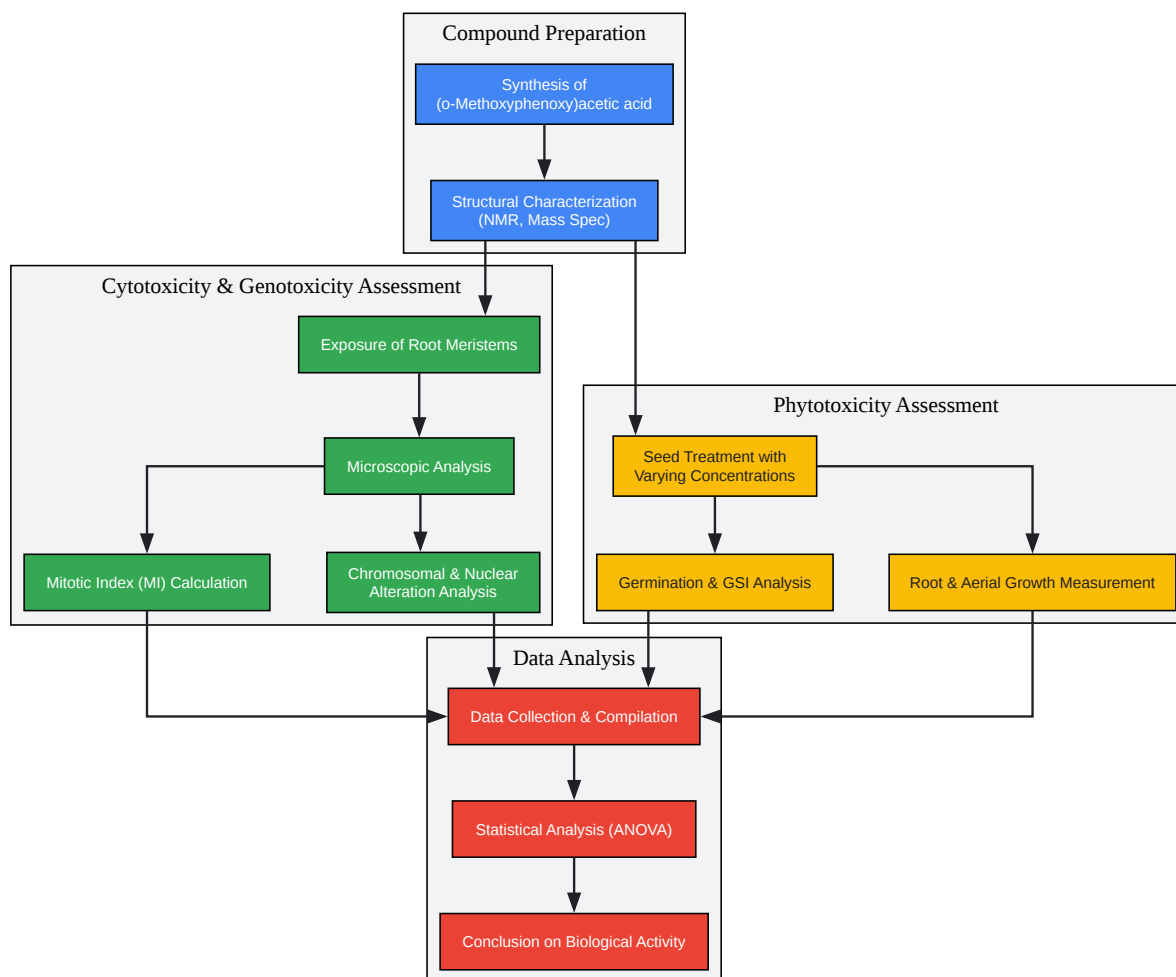 Compound Preparation
Synthesis of
(o-Methoxyphenoxy)acetic acid
Structural Characterization
(NMR, Mass Spec)
Cytotoxicity & Genotoxicity Assessment
Exposure of Root Meristems
Microscopic Analysis
Mitotic Index (MI) Calculation
Chromosomal & Nuclear
Alteration Analysis
Phytotoxicity Assessment
Seed Treatment with
Varying Concentrations
Germination & GSI Analysis
Root & Aerial Growth Measurement
Data Analysis
Data Collection & Compilation
Statistical Analysis (ANOVA)
Conclusion on Biological Activity